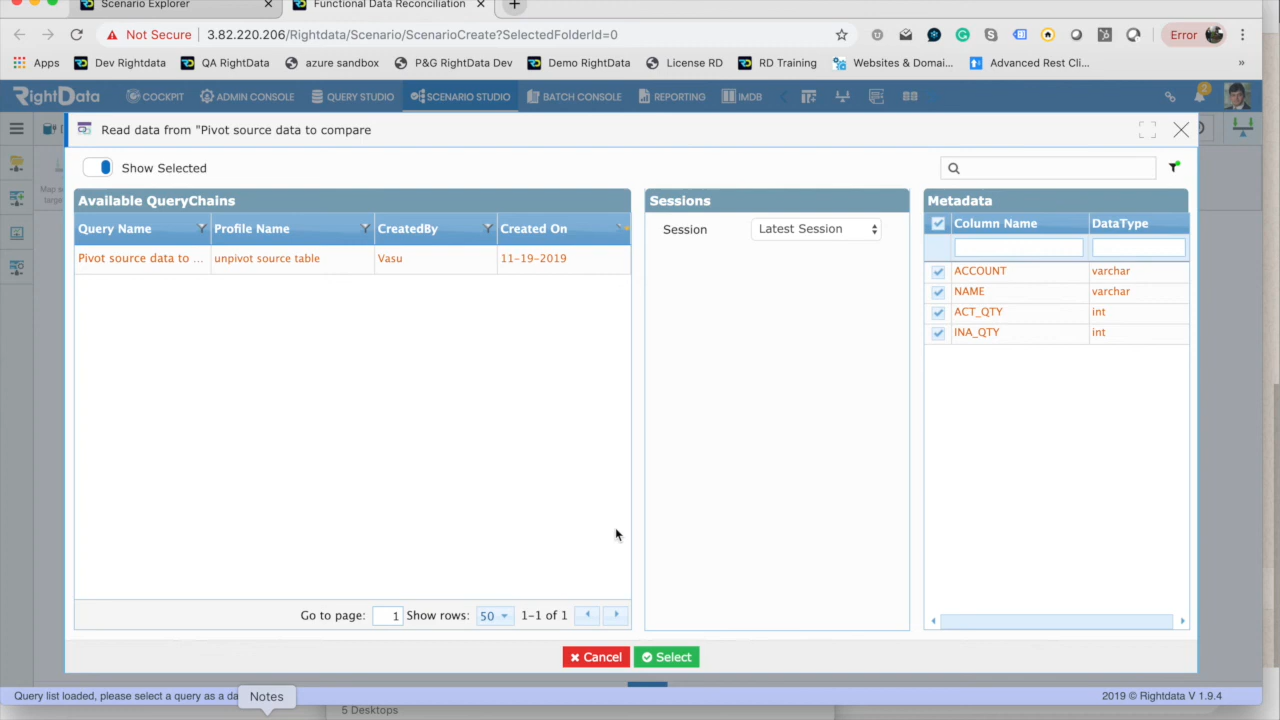 Scenario Explorer
Functional Data Reconciliation
Not Secure
3.82.220.206/Rightdata/Scenario/ScenarioCreate?SelectedFolderId=0
Error
Apps
Dev Rightdata
QA RightData
azure sandbox
P&G RightData Dev
Demo RightData
License RD
RD Training
Websites & Domai...
Advanced Rest Cli...
»
RightData
COCKPIT
ADMIN CONSOLE
QUERY STUDIO
SCENARIO STUDIO
BATCH CONSOLE
REPORTING
IMDB
2
Read data from "Pivot source data to compare
Show Selected
Available QueryChains
Query Name
Profile Name
CreatedBy
Created On
Pivot source data to ...
unpivot source table
Vasu
11-19-2019
Go to page:
1
Show rows:
50
1-1 of 1
Sessions
Session
Latest Session
Metadata
Column Name
DataType
ACCOUNT
varchar
NAME
varchar
ACT_QTY
int
INA_QTY
int
Cancel
Select
Query list loaded, please select a query as a da
Notes
2019 © Rightdata V 1.9.4
5 Desktops